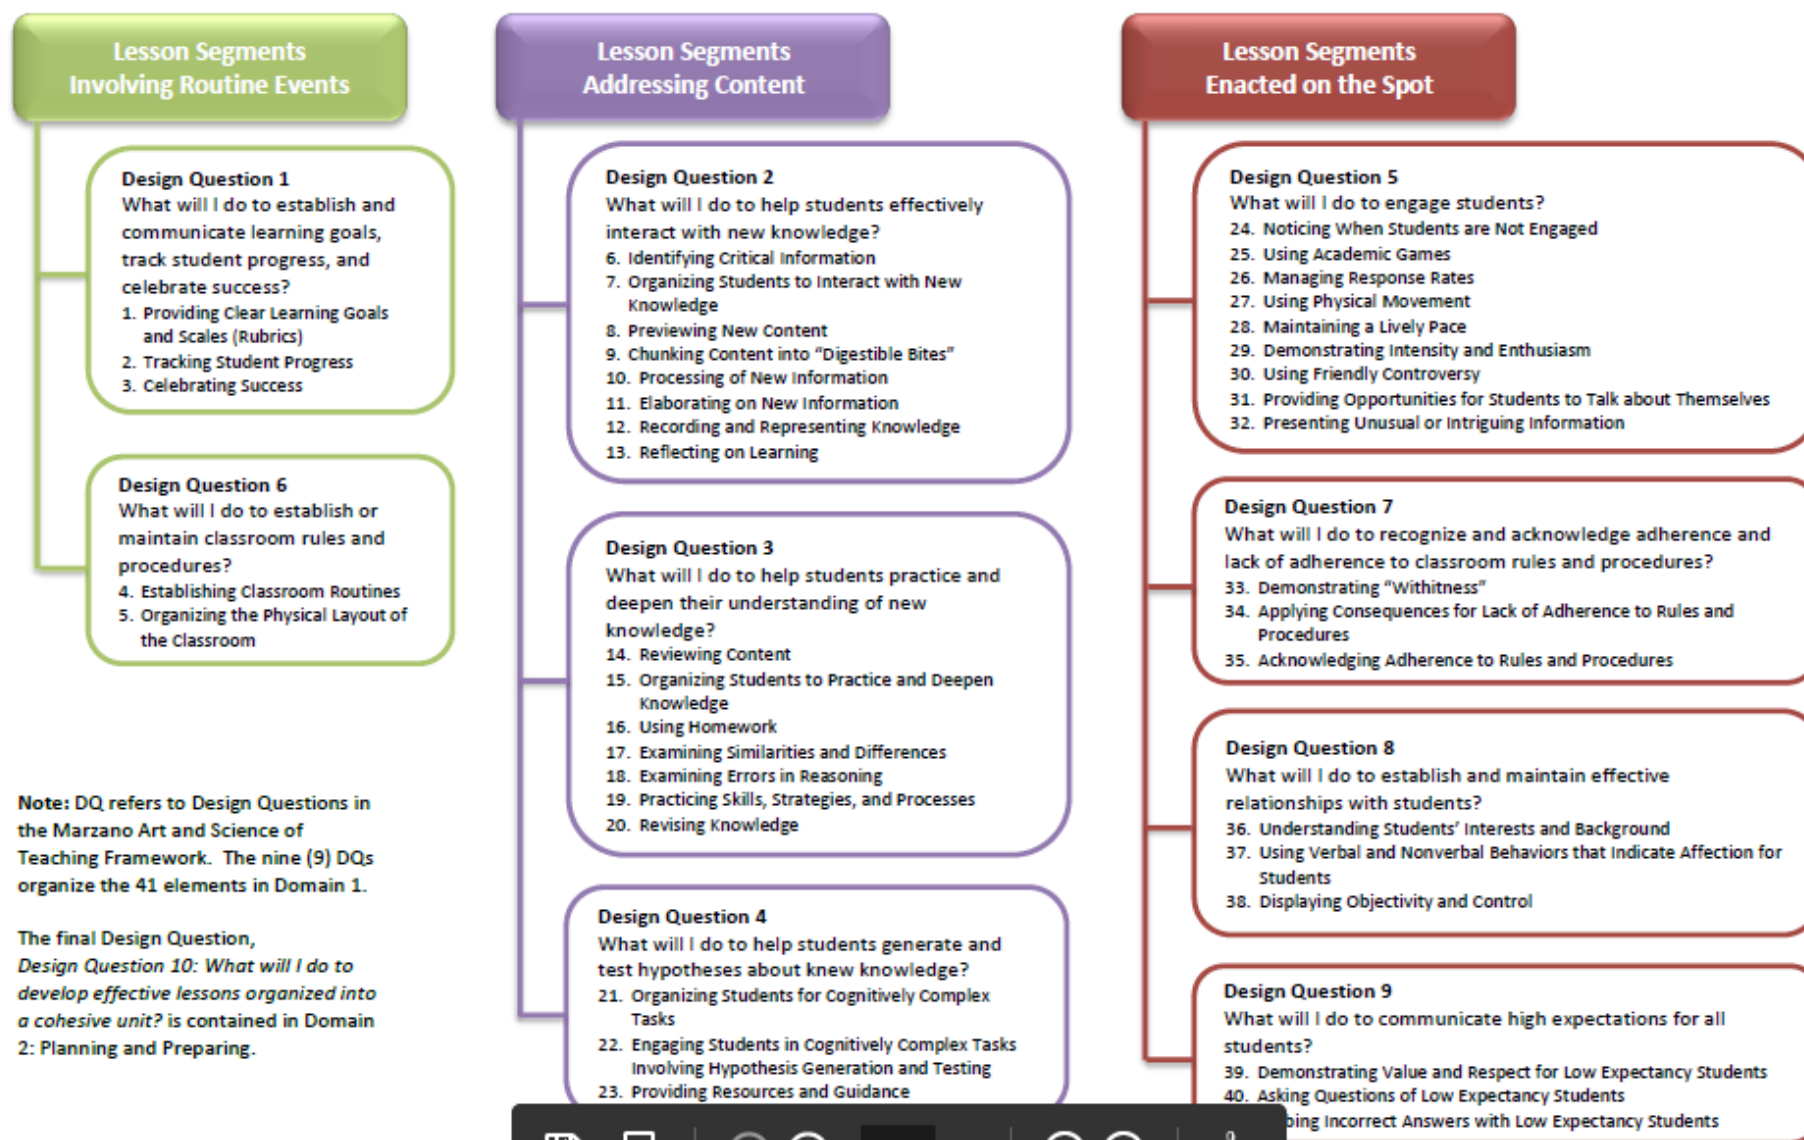 Lesson Segments
Involving Routine Events
Design Question 1
What will I do to establish and
communicate learning goals,
track student progress, and
celebrate success?
1. Providing Clear Learning Goals
and Scales (Rubrics)
2. Tracking Student Progress
3. Celebrating Success
Design Question 6
What will I do to establish or
maintain classroom rules and
procedures?
4. Establishing Classroom Routines
5. Organizing the Physical Layout of
the Classroom
Note: DQ refers to Design Questions in
the Marzano Art and Science of
Teaching Framework. The nine (9) DQs
organize the 41 elements in Domain 1.
The final Design Question,
Design Question 10: What will I do to
develop effective lessons organized into
a cohesive unit? is contained in Domain
2: Planning and Preparing.
Lesson Segments
Addressing Content
Design Question 2
What will I do to help students effectively
interact with new knowledge?
6. Identifying Critical Information
7. Organizing Students to Interact with New
Knowledge
8. Previewing New Content
9. Chunking Content into “Digestible Bites”
10. Processing of New Information
11. Elaborating on New Information
12. Recording and Representing Knowledge
13. Reflecting on Learning
Design Question 3
What will I do to help students practice and
deepen their understanding of new
knowledge?
14. Reviewing Content
15. Organizing Students to Practice and Deepen
Knowledge
16. Using Homework
17. Examining Similarities and Differences
18. Examining Errors in Reasoning
19. Practicing Skills, Strategies, and Processes
20. Revising Knowledge
Design Question 4
What will I do to help students generate and
test hypotheses about knew knowledge?
21. Organizing Students for Cognitively Complex
Tasks
22. Engaging Students in Cognitively Complex Tasks
Involving Hypothesis Generation and Testing
23. Providing Resources and Guidance
Lesson Segments
Enacted on the Spot
Design Question 5
What will I do to engage students?
24. Noticing When Students are Not Engaged
25. Using Academic Games
26. Managing Response Rates
27. Using Physical Movement
28. Maintaining a Lively Pace
29. Demonstrating Intensity and Enthusiasm
30. Using Friendly Controversy
31. Providing Opportunities for Students to Talk about Themselves
32. Presenting Unusual or Intriguing Information
Design Question 7
What will I do to recognize and acknowledge adherence and
lack of adherence to classroom rules and procedures?
33. Demonstrating “Withitness”
34. Applying Consequences for Lack of Adherence to Rules and
Procedures
35. Acknowledging Adherence to Rules and Procedures
Design Question 8
What will I do to establish and maintain effective
relationships with students?
36. Understanding Students’ Interests and Background
37. Using Verbal and Nonverbal Behaviors that Indicate Affection for
Students
38. Displaying Objectivity and Control
Design Question 9
What will I do to communicate high expectations for all
students?
39. Demonstrating Value and Respect for Low Expectancy Students
40. Asking Questions of Low Expectancy Students
Incorrect Answers with Low Expectancy Students